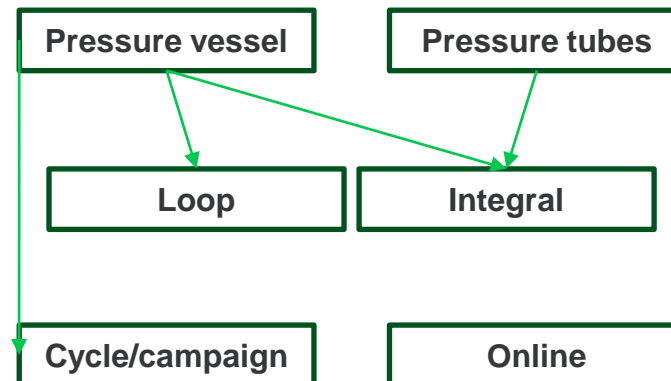 Pressure vessel
Pressure tubes
Loop
Integral
Cycle/campaign
Online